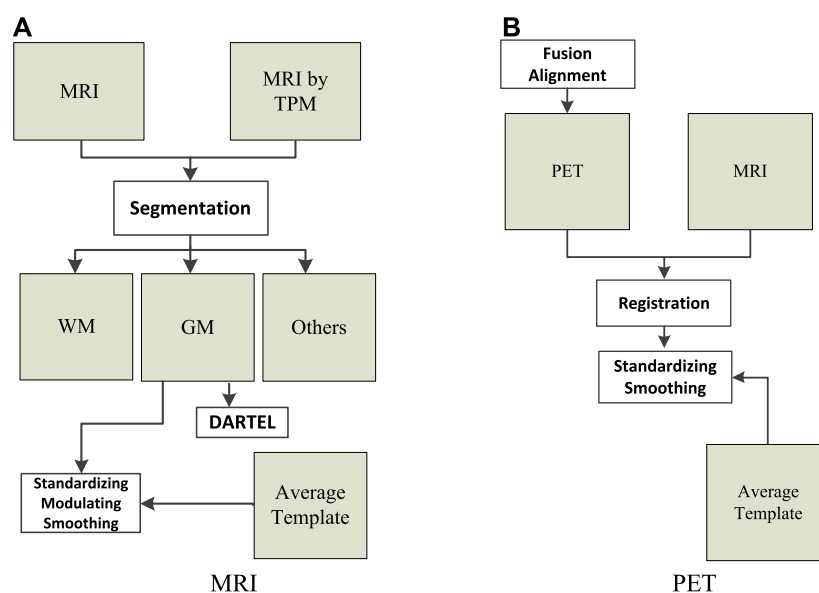 A
MRI
MRI by
TPM
Segmentation
WM
GM
Others
DARTEL
Standardizing
Modulating
Smoothing
Average
Template
MRI
B
Fusion
Alignment
PET
MRI
Registration
Standardizing
Smoothing
Average
Template
PET